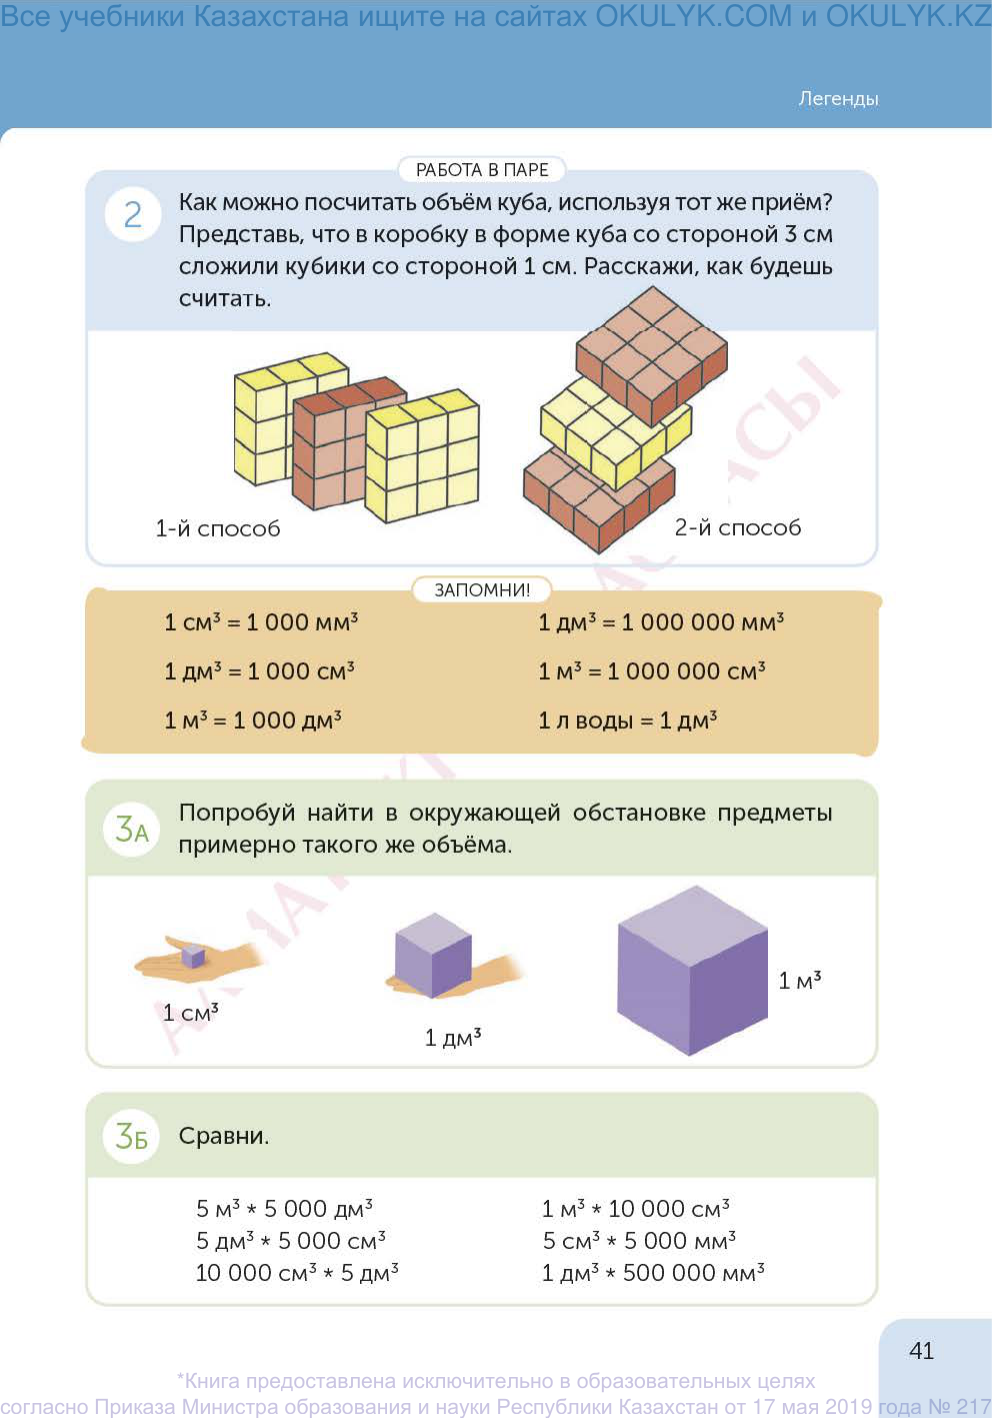 Все учебники Казахстана ищите на сайтах OKULYK.COM и OKULYK.KZ
Легенды
РАБОТА В ПАРЕ
2
Как можно посчитать объём куба, используя тот же приём?
Представь, что в коробку в форме куба со стороной 3 см
сложили кубики со стороной 1 см. Расскажи, как будешь
считать.
1-й способ
2-й способ
ЗАПОМНИ!
1 см³ = 1 000 мм³
1 дм³ = 1 000 000 мм³
1 дм³ = 1 000 см³
1 м³ = 1 000 000 см³
1 м³ = 1 000 дм³
1 л воды = 1 дм³
3А
Попробуй найти в окружающей обстановке предметы
примерно такого же объёма.
1 см³
1 дм³
1 м³
3Б
Сравни.
5 м³ * 5 000 дм³
5 дм³ * 5 000 см³
10 000 см³ * 5 дм³
1 м³ * 10 000 см³
5 см³ * 5 000 мм³
1 дм³ * 500 000 мм³
41
*Книга предоставлена исключительно в образовательных целях
согласно Приказа Министра образования и науки Республики Казахстан от 17 мая 2019 года № 217